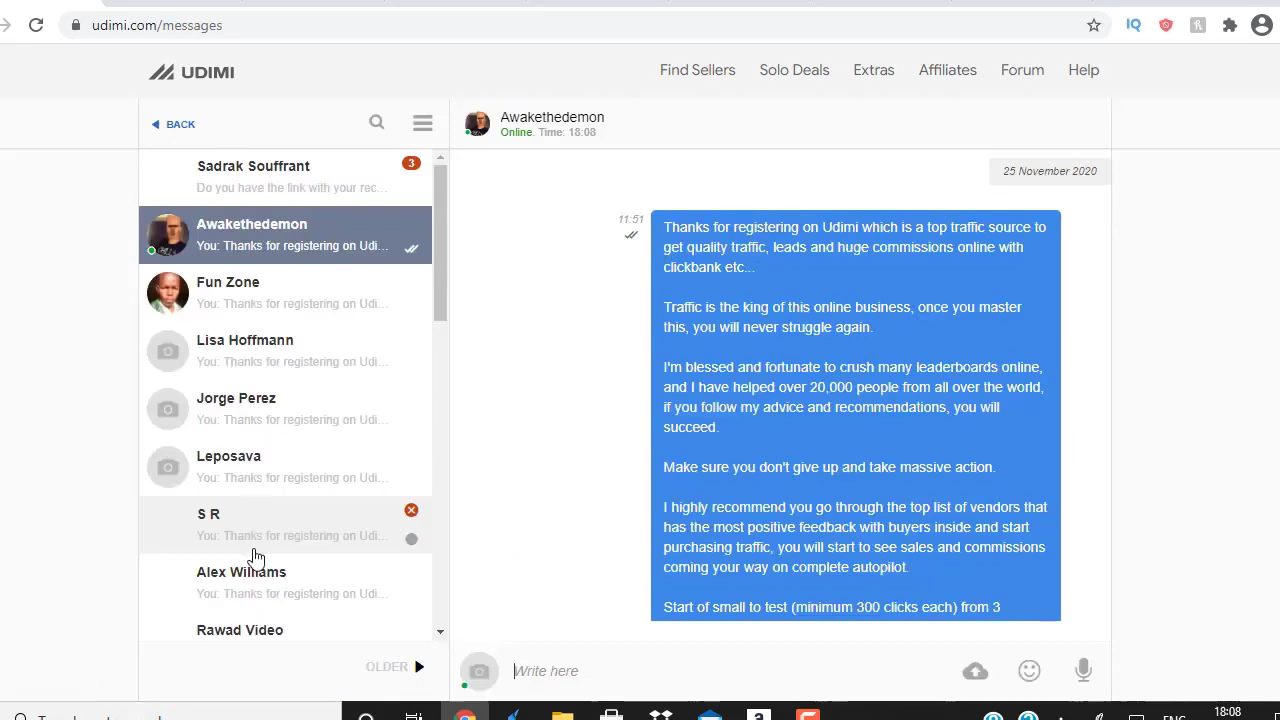 udimi.com/messages
IQ
UDIMI
Find Sellers
Solo Deals
Extras
Affiliates
Forum
Help
BACK
Sadrak Souffrant
3
Do you have the link with your rec...
Awakethedemon
You: Thanks for registering on Udi...
Fun Zone
You: Thanks for registering on Udi...
Lisa Hoffmann
You: Thanks for registering on Udi...
Jorge Perez
You: Thanks for registering on Udi...
Leposava
You: Thanks for registering on Udi...
S R
You: Thanks for registering on Udi...
Alex Williams
You: Thanks for registering on Udi...
Rawad Video
OLDER
Awakethedemon
Online. Time: 18:08
25 November 2020
11:51
Thanks for registering on Udimi which is a top traffic source to
get quality traffic, leads and huge commissions online with
clickbank etc...
Traffic is the king of this online business, once you master
this, you will never struggle again.
I'm blessed and fortunate to crush many leaderboards online,
and I have helped over 20,000 people from all over the world,
if you follow my advice and recommendations, you will
succeed.
Make sure you don't give up and take massive action.
I highly recommend you go through the top list of vendors that
has the most positive feedback with buyers inside and start
purchasing traffic, you will start to see sales and commissions
coming your way on complete autopilot.
Start of small to test (minimum 300 clicks each) from 3
Write here
18:08